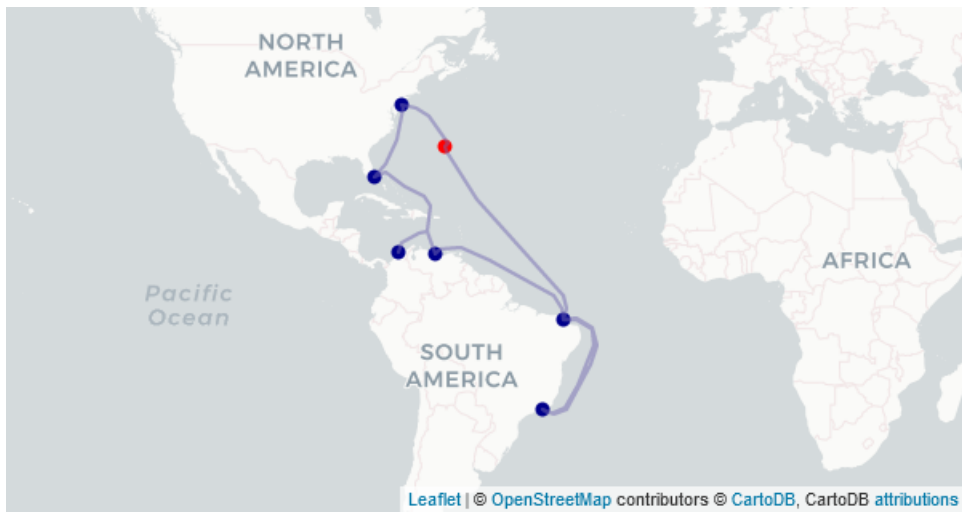 NORTH
AMERICA
Pacific
Ocean
AFRICA
SOUTH
AMERICA
Leaflet | © OpenStreetMap contributors © CartoDB, CartoDB attributions